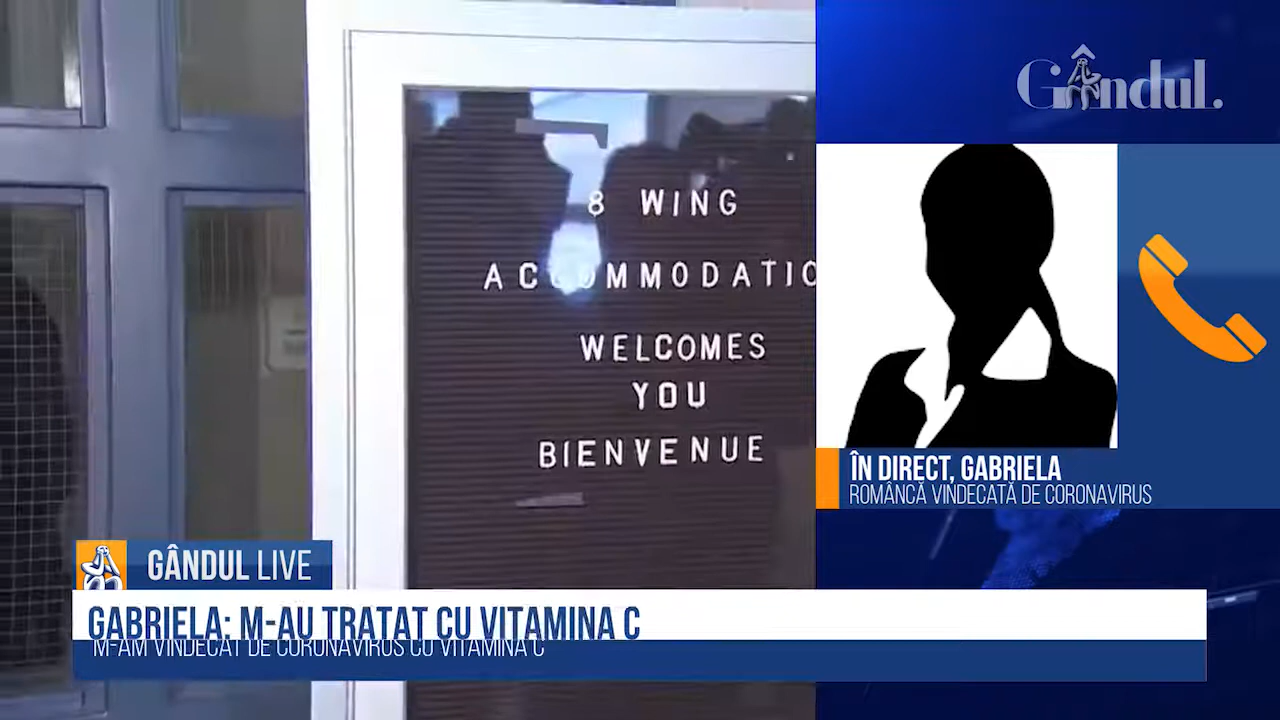 8 WING
ACCOMMODATIO
WELCOMES
YOU
BIENVENUE
Gândul.
ÎN DIRECT, GABRIELA
ROMÂNCĂ VINDECATĂ DE CORONAVIRUS
GÂNDUL LIVE
GABRIELA: M-AU TRATAT CU VITAMINA C
M-AM VINDECAT DE CORONAVIRUS CU VITAMINA C